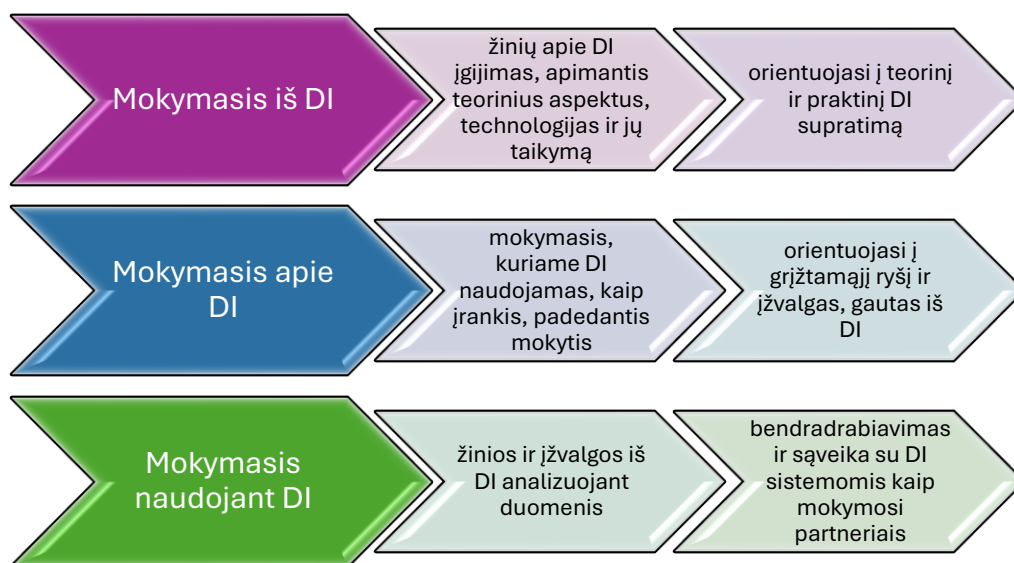 Mokymasis iš DI
žinių apie DI
įgijimas, apimantis
teorinius aspektus,
technologijas ir jų
taikymą
orientuojasi į teorinį
ir praktinį DI
supratimą
Mokymasis apie
DI
mokymasis,
kuriame DI
naudojamas, kaip
įrankis, padedantis
mokytis
orientuojasi į
grįžtamąjį ryšį ir
įžvalgas, gautas iš
DI
Mokymasis
naudojant DI
žinios ir įžvalgos iš
DI analizuojant
duomenis
bendradrabiavimas
ir sąveika su DI
sistemomis kaip
mokymosi
partneriais